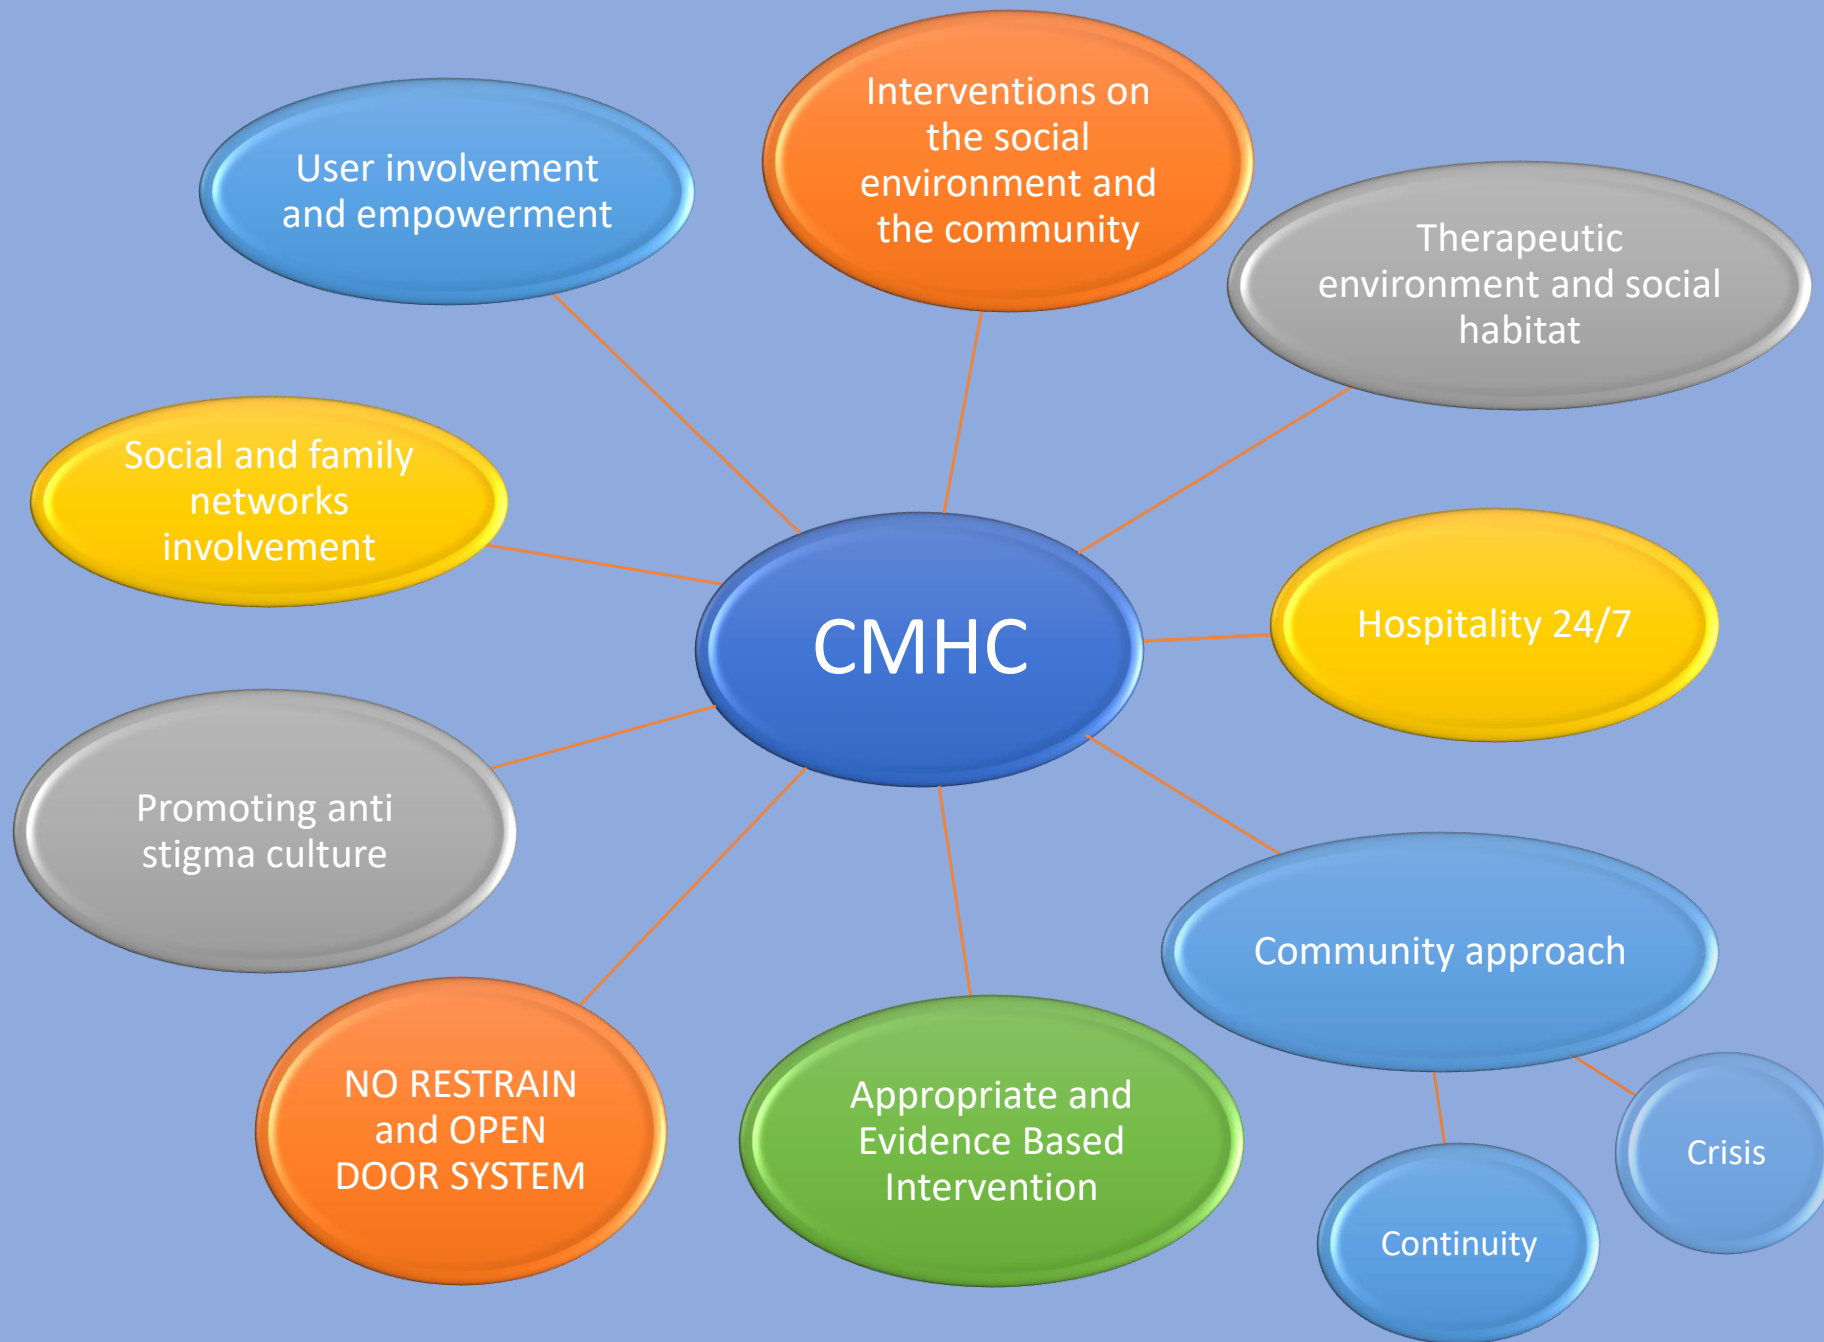 Interventions on
the social
environment and
the community
User involvement
and empowerment
Therapeutic
environment and social
habitat
Social and family
networks
involvement
Hospitality 24/7
CMHC
Promoting anti
stigma culture
Community approach
NO RESTRAIN
and OPEN
DOOR SYSTEM
Appropriate and
Evidence Based
Intervention
Crisis
Continuity